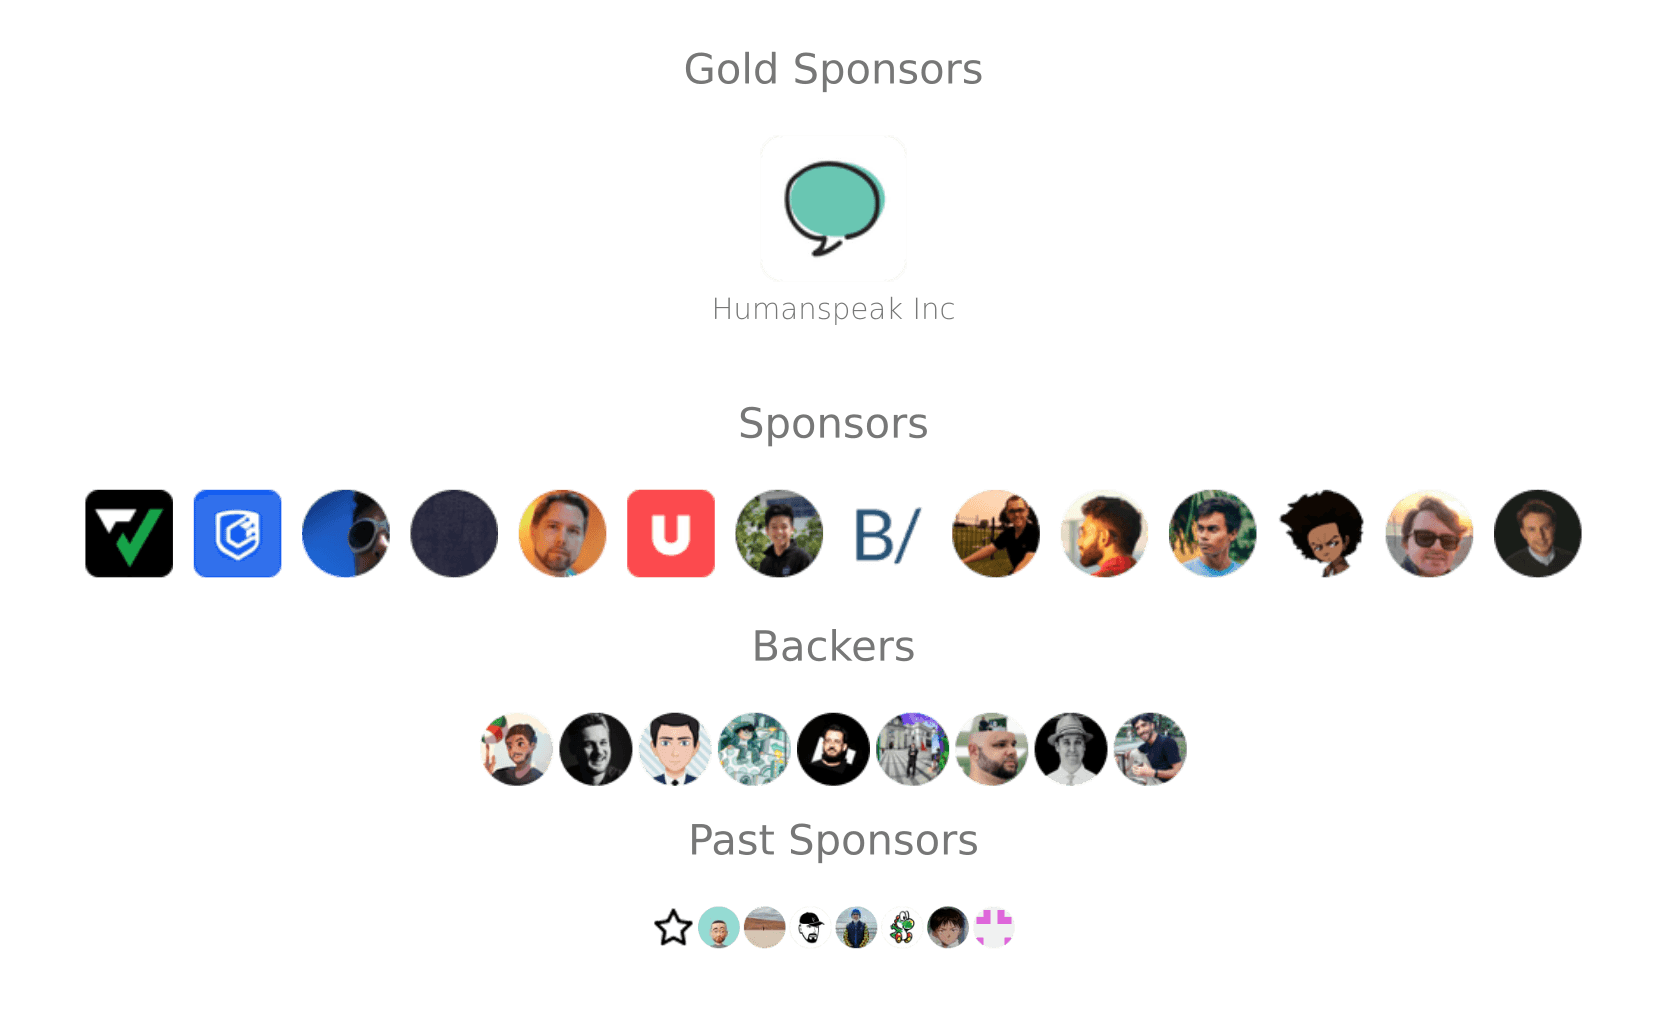 Gold Sponsors
Humanspeak Inc
Sponsors
U
B/
Backers
Past Sponsors